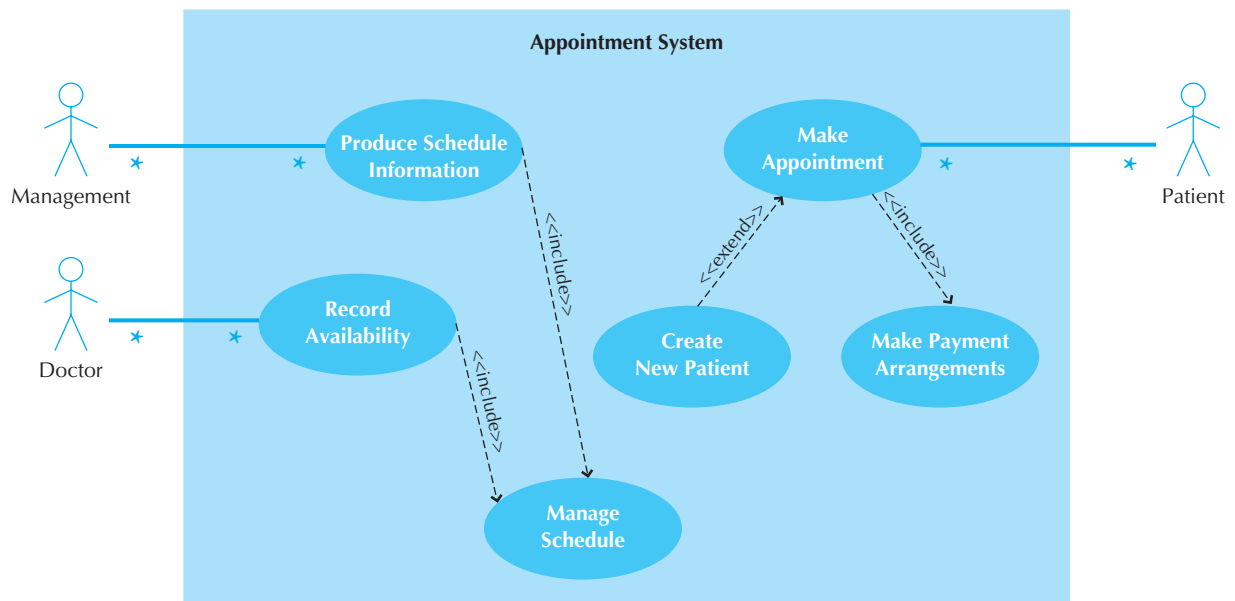 Appointment System
Management
*
*
Produce Schedule
Information
Make
Appointment
*
*
Patient
<<include>>
<<extend>>
<<include>>
Doctor
*
*
Record
Availability
<<include>>
Create
New Patient
Make Payment
Arrangements
Manage
Schedule